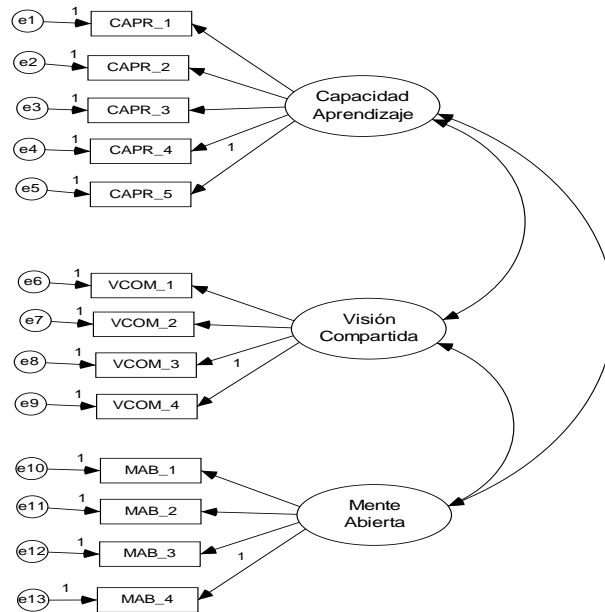 e1 1 CAPR_1
e2 1 CAPR_2
e3 1 CAPR_3
e4 1 CAPR_4
e5 1 CAPR_5
1
Capacidad
Aprendizaje
e6 1 VCOM_1
e7 1 VCOM_2
e8 1 VCOM_3
e9 1 VCOM_4
1
Visión
Compartida
e10 1 MAB_1
e11 1 MAB_2
e12 1 MAB_3
e13 1 MAB_4
1
Mente
Abierta